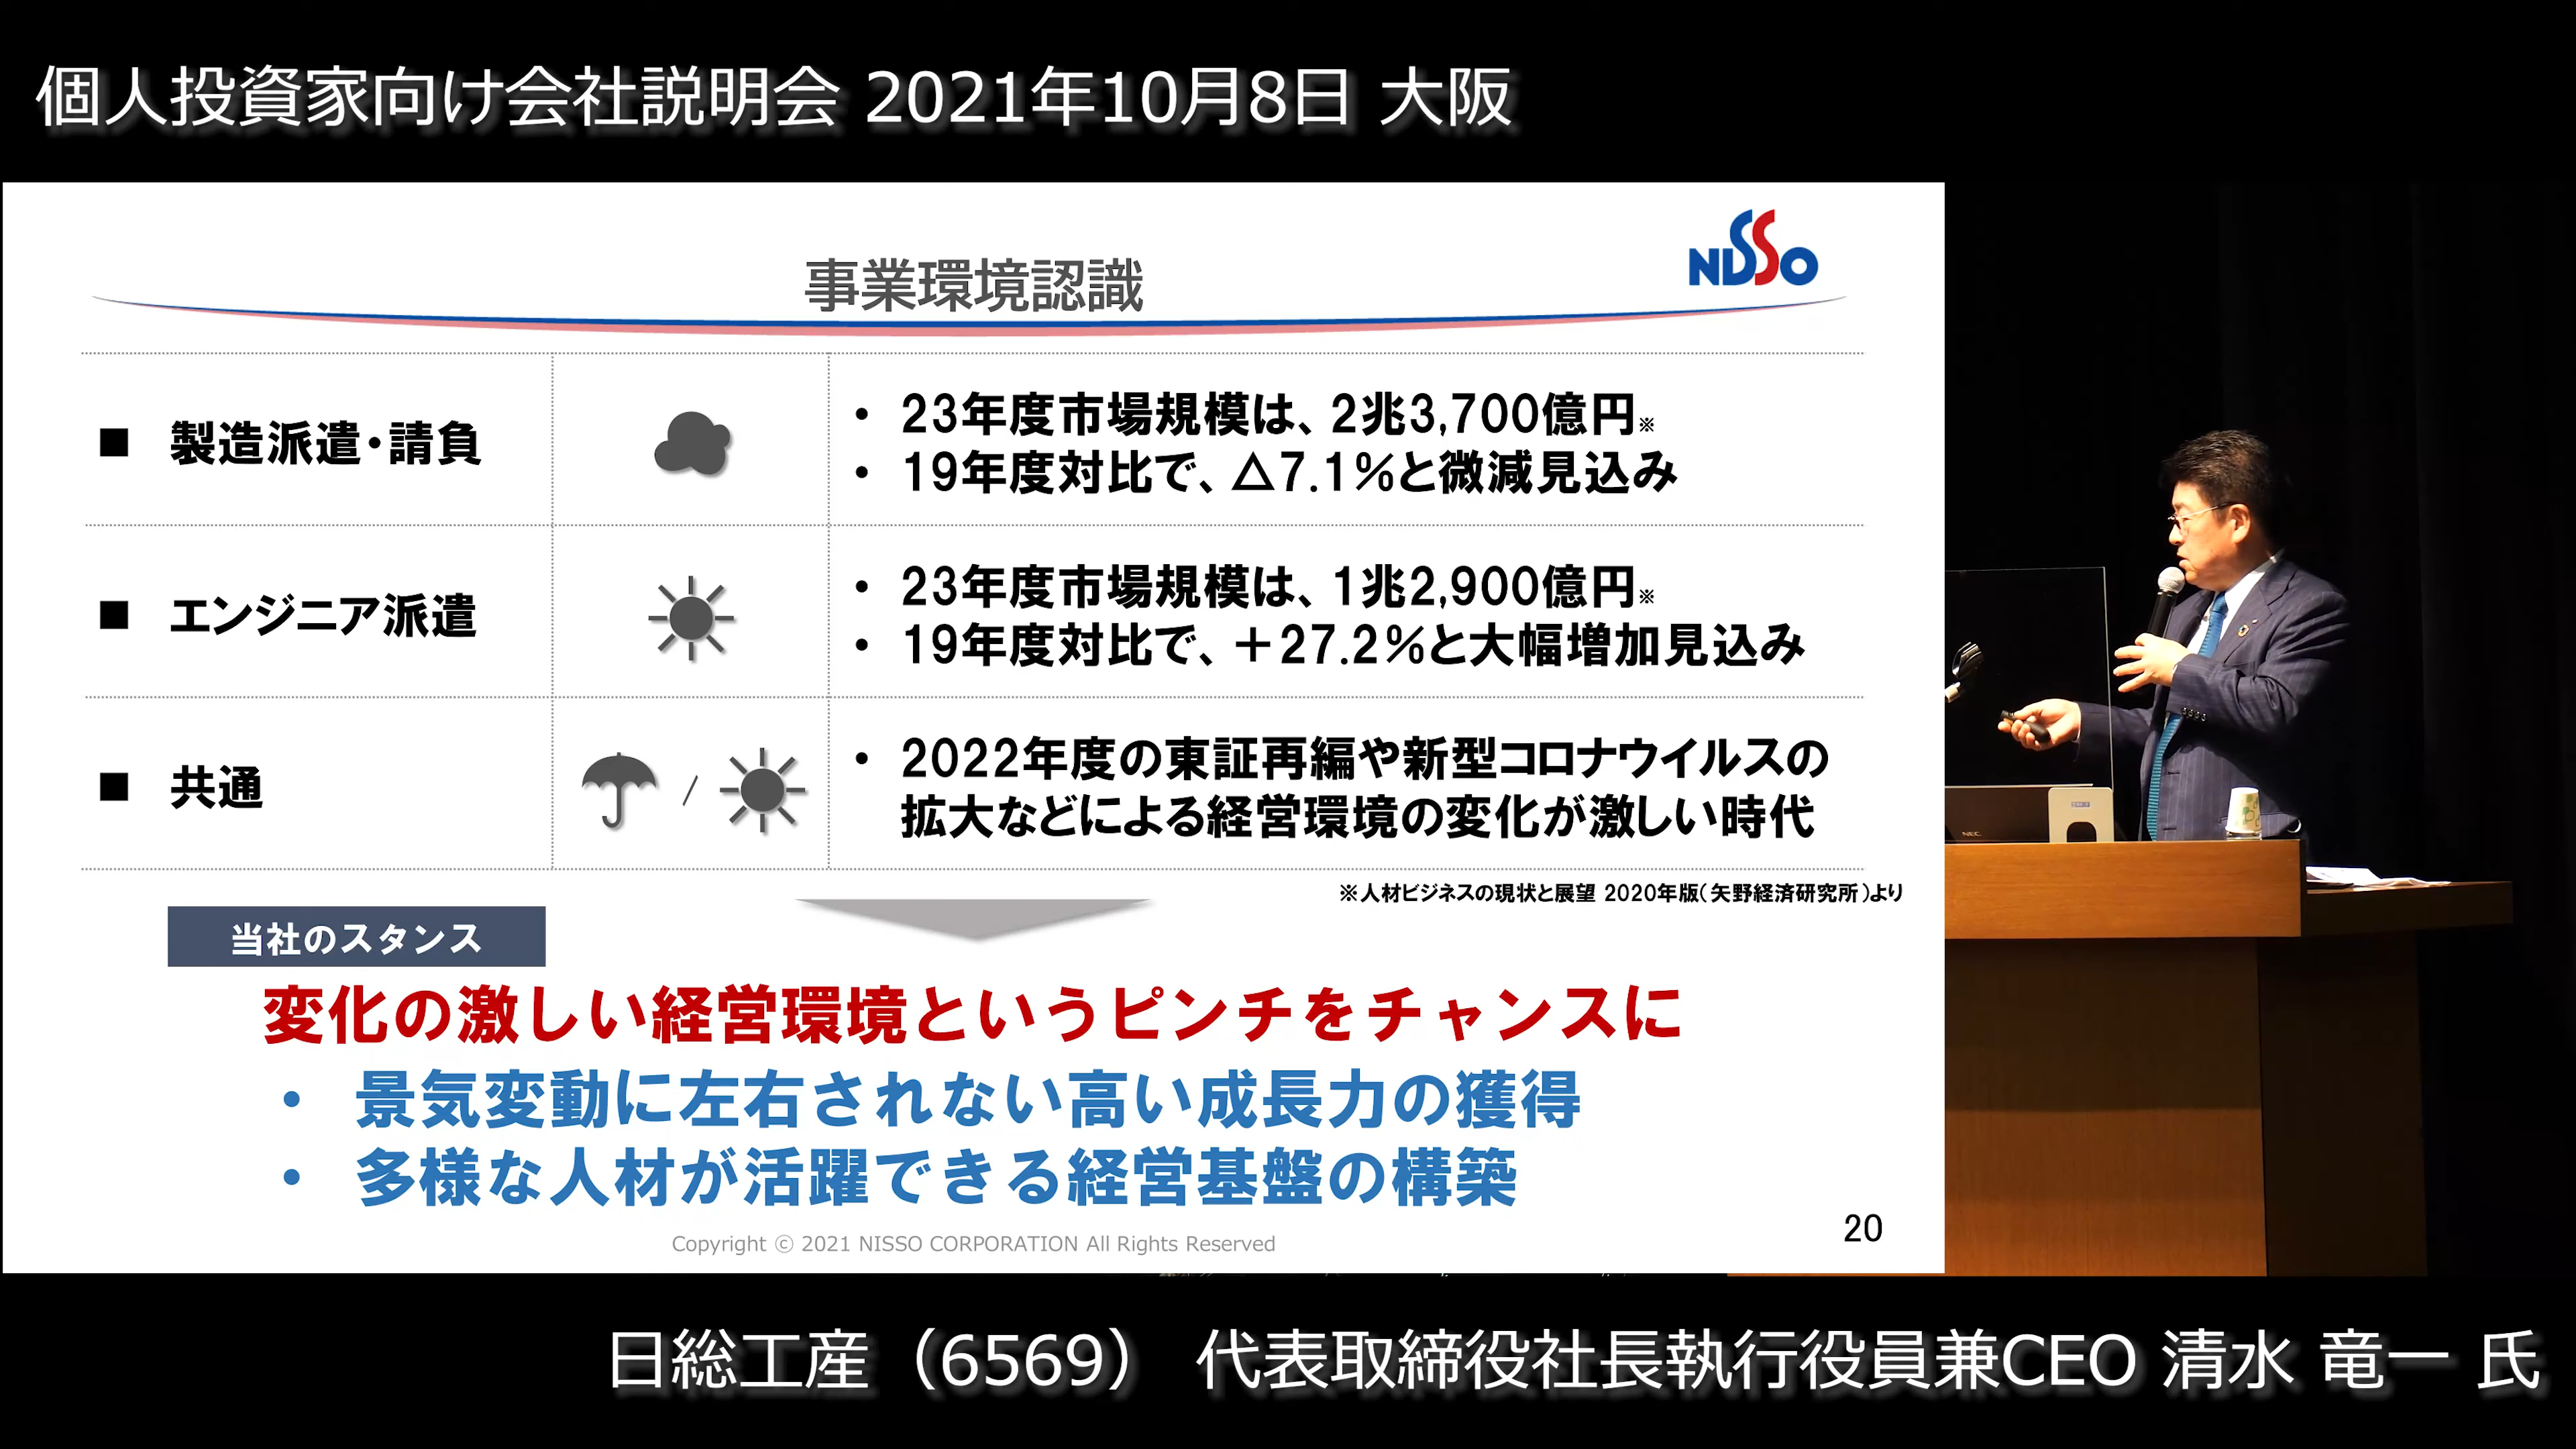 個人投資家向け会社説明会 2021年10月8日 大阪
事業環境認識
NISSO
■ 製造派遣・請負
• 23年度市場規模は、2兆3,700億円※
• 19年度対比で、△7.1%と微減見込み
■ エンジニア派遣
• 23年度市場規模は、1兆2,900億円※
• 19年度対比で、＋27.2%と大幅増加見込み
■ 共通
/
• 2022年度の東証再編や新型コロナウイルスの
拡大などによる経営環境の変化が激しい時代
※人材ビジネスの現状と展望 2020年版（矢野経済研究所）より
当社のスタンス
変化の激しい経営環境というピンチをチャンスに
• 景気変動に左右されない高い成長力の獲得
• 多様な人材が活躍できる経営基盤の構築
Copyright © 2021 NISSO CORPORATION All Rights Reserved
20
NEC
日総工産（6569） 代表取締役社長執行役員兼CEO 清水 竜一 氏